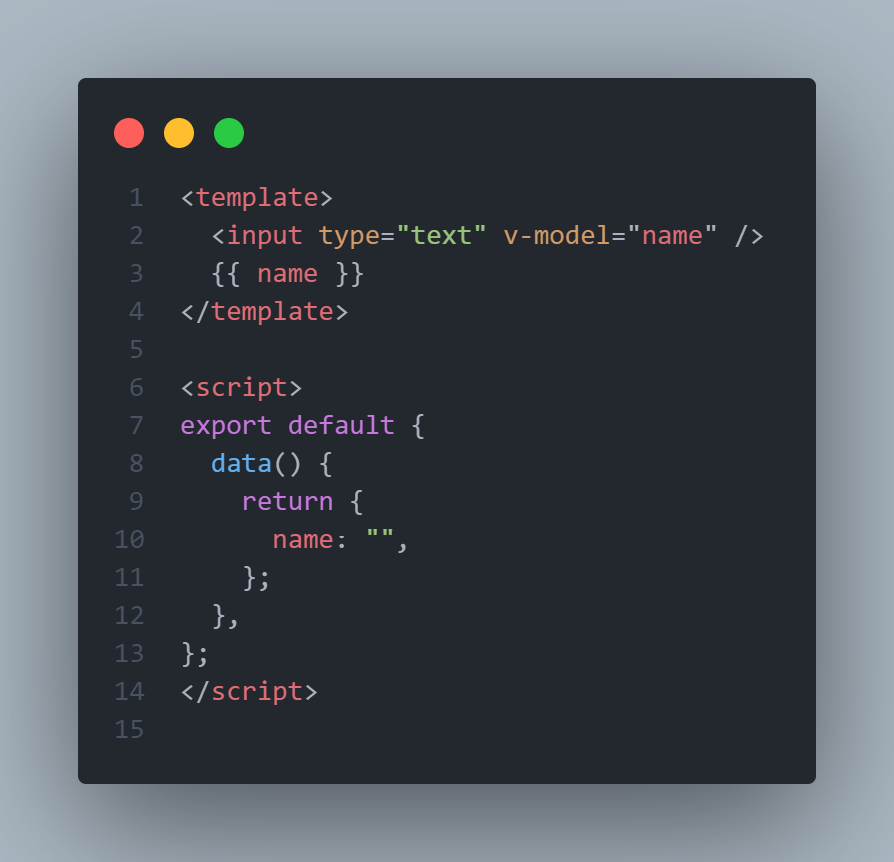 1 <template>
2   <input type="text" v-model="name" />
3   {{ name }}
4 </template>
5
6 <script>
7 export default {
8   data() {
9     return {
10       name: "",
11     };
12   },
13 };
14 </script>
15